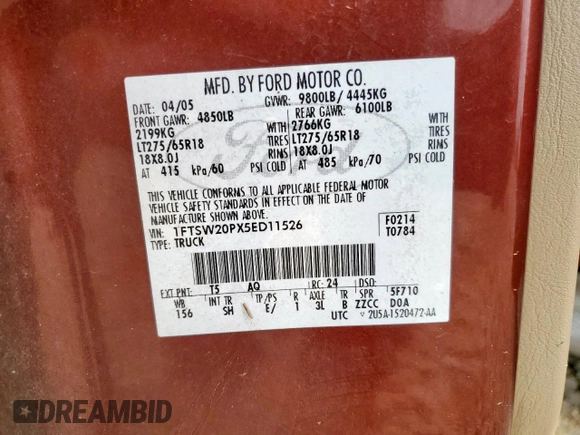 MFD. BY FORD MOTOR CO.
DATE: 04/05 GVWR: 9800LB/ 4445KG
FRONT GAWR: 4850LB REAR GAWR: 6100LB
2199KG WITH 2766KG WITH
LT275/65R18 TIRES LT275/65R18 TIRES
18X8.0J RIMS 18X8.0J RIMS
AT 415 kPa/60 PSI COLD AT 485 kPa/70 PSI COLD
Ford
THIS VEHICLE CONFORMS TO ALL APPLICABLE FEDERAL MOTOR
VEHICLE SAFETY STANDARDS IN EFFECT ON THE DATE OF
MANUFACTURE SHOWN ABOVE.
VIN: 1FTSW20PX5ED11526 F0214
TYPE: TRUCK T0784
EXT PNT: T5 AQ RC: 24 DSO:
WB INT TR TP/PS R AXLE TR SPR 5F710
156 SH E/ 1 3L B ZZCC DOA
UTC 2U5A-1520472-AA
DREAMBID